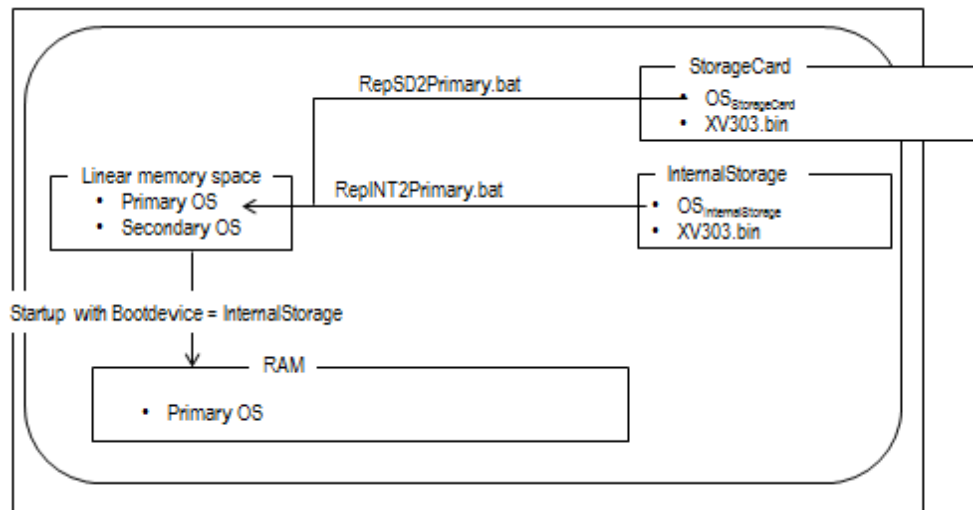 StorageCard
RepSD2Primary.bat
• OSStorageCard
• XV303.bin
Linear memory space
• Primary OS
• Secondary OS
RepINT2Primary.bat
InternalStorage
• OSInternalStorage
• XV303.bin
Startup with Bootdevice = InternalStorage
RAM
• Primary OS